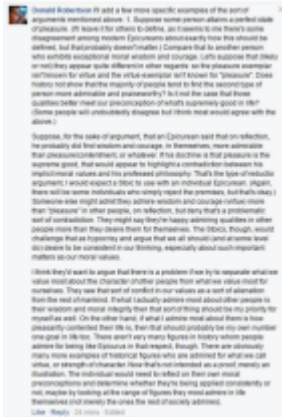 Donald Robertson I'll add a few more specific examples of the sort of
arguments mentioned above. 1. Suppose some person attains a perfect state
of pleasure. (I'll leave it for others to define, as it seems to me there's some
disagreement among modern Epicureans about exactly how this should be
defined, but that probably doesn't matter.) Compare that to another person
who exhibits exceptional moral wisdom and courage. Let's suppose that (likely
or not) they appear quite different in other regards: so the pleasure exemplar
isn't known for virtue and the virtue exemplar isn't known for "pleasure". Does
history not show that the majority of people tend to find the second type of
person more admirable and praiseworthy? Is it not the case that those
qualities better meet our preconception of what's supremely good in life?
(Some people will undoubtedly disagree but I think most would agree with the
above.)
Suppose, for the sake of argument, that an Epicurean said that on reflection,
he probably did find wisdom and courage, in themselves, more admirable
than pleasure/contentment, or whatever. If his doctrine is that pleasure is the
supreme good, that would appear to highlight a contradiction between his
implicit moral values and his professed philosophy. That's the type of reductio
argument I would expect a Stoic to use with an individual Epicurean. (Again,
there will be some individuals who simply reject the premises, but that's okay.)
Someone else might admit they admire wisdom and courage (virtue) more
than "pleasure" in other people, on reflection, but deny that's a problematic
sort of contradiction. They might say they're happy admiring qualities in other
people more than they desire them for themselves. The Stoics, though, would
challenge that as hypocrisy and argue that we all should (and at some level
do) desire to be consistent in our thinking, especially about such important
matters as our moral values.
I think they'd want to argue that there is a problem if we try to separate what we
value most about the character of other people from what we value most for
ourselves. They saw that sort of conflict in our values as a sort of alienation
from the rest of mankind. If what I actually admire most about other people is
their wisdom and moral integrity then that sort of thing should be my priority for
myself as well. On the other hand, if what I admire most about them is how
pleasantly contented their life is, then that should probably be my own number
one goal in life too. There aren't very many figures in history whom people
admire for being like Epicurus in that respect, though. There are obviously
many more examples of historical figures who are admired for what we call
virtue, or strength of character. Now that's not intended as a proof, merely an
illustration. The individual would need to reflect on their own moral
preconceptions and determine whether they're being applied consistently or
not, maybe by looking at the range of figures they most admire in life
themselves (not merely the ones the rest of society admires).
Like · Reply · 24 mins · Edited